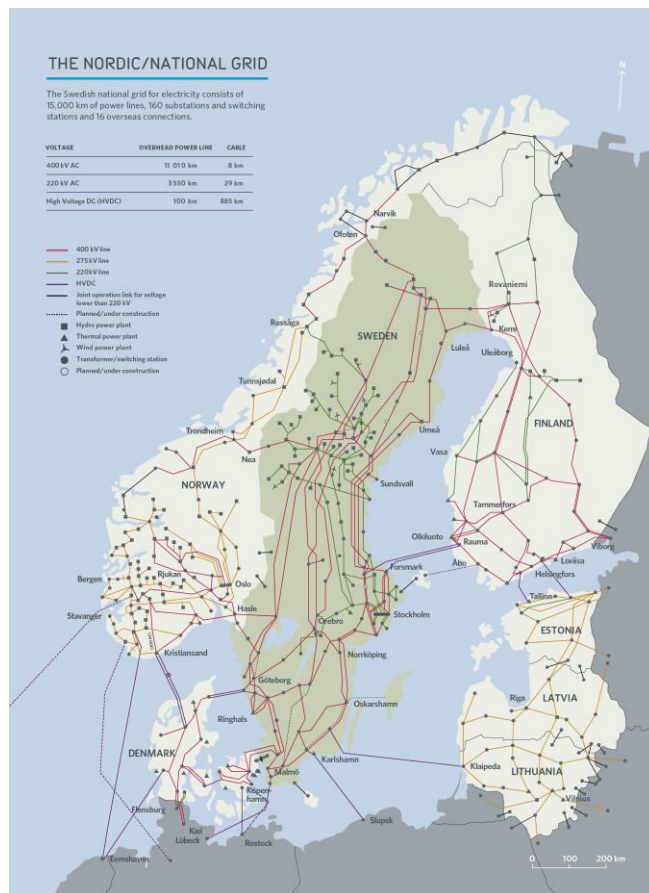 THE NORDIC/NATIONAL GRID
The Swedish national grid for electricity consists of
15,000 km of power lines, 160 substations and switching
stations and 16 overseas connections.
VOLTAGE OVERHEAD POWER LINE CABLE
400 kV AC 11 010 km 8 km
220 kV AC 3550 km 29 km
High Voltage DC (HVDC) 100 km 885 km
400 kV line
275 kV line
220 kV line
HVDC
Joint operation link for voltage
lower than 220 kV
Planned/under construction
Hydro power plant
Thermal power plant
Wind power plant
Transformer/switching station
Planned/under construction
N
Narvik
Ofoten
Rovaniemi
Røssåga
SWEDEN
Kemi
Luleå
Uleåborg
Tunnsjødal
FINLAND
Trondheim
Umeå
Nea
Vasa
Sundsvall
NORWAY
Tammerfors
Olkiluoto
Rauma
Viborg
Forsmark
Åbo
Loviisa
Helsingfors
Bergen
Rjukan
Oslo
Tallinn
Stavanger
Hasle
Örebro
Stockholm
ESTONIA
Kristiansand
Norrköping
Göteborg
Riga
LATVIA
Oskarshamn
Ringhals
DENMARK
Karlshamn
Klaipeda
LITHUANIA
Malmö
Köpen-
hamn
Vilnius
Flensburg
Kiel
Slupsk
Lübeck
Rostock
Eemshaven
0 100 200 km